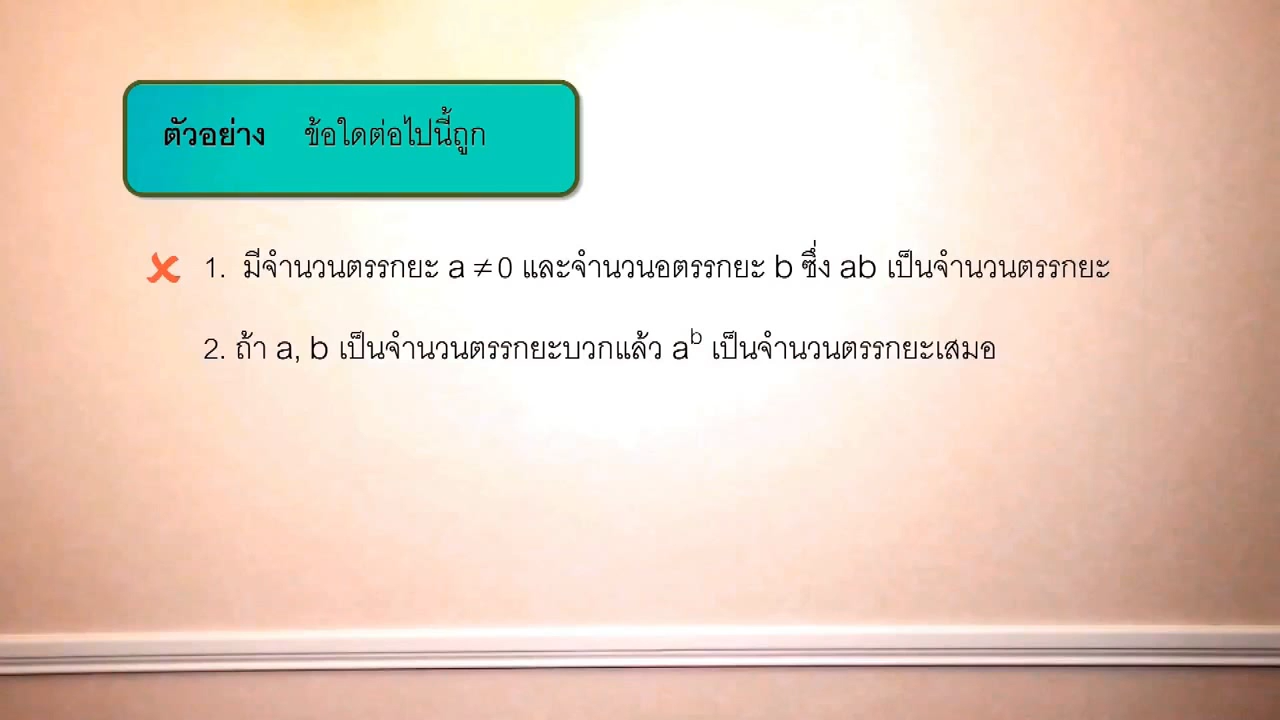 ตัวอย่าง ข้อใดต่อไปนี้ถูก
1. มีจำนวนตรรกยะ a ≠ 0 และจำนวนอตรรกยะ b ซึ่ง ab เป็นจำนวนตรรกยะ
2. ถ้า a, b เป็นจำนวนตรรกยะบวกแล้ว aᵇ เป็นจำนวนตรรกยะเสมอ